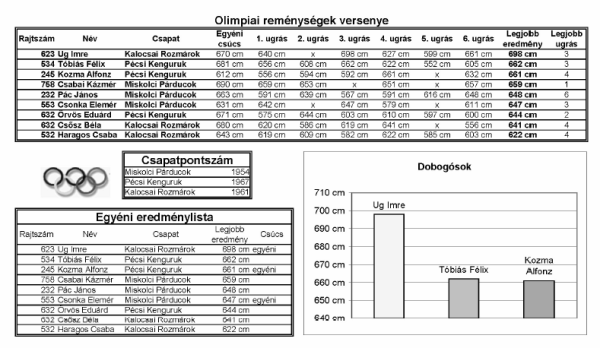 Olimpiai reménységek versenye
Rajtszám Név Csapat Egyéni csúcs 1. ugrás 2. ugrás 3. ugrás 4. ugrás 5. ugrás 6. ugrás Legjobb eredmény Legjobb ugrás
623 Ug Imre Kalocsai Rozmárok 670 cm 640 cm x 698 cm 627 cm 599 cm 661 cm 698 cm 3
534 Tóbiás Félix Pécsi Kenguruk 681 cm 656 cm 608 cm 662 cm 622 cm 552 cm 605 cm 662 cm 3
245 Kozma Alfonz Pécsi Kenguruk 612 cm 556 cm 594 cm 592 cm 661 cm x 632 cm 661 cm 4
758 Csabai Kázmér Miskolci Párducok 690 cm 659 cm 653 cm x 651 cm x 657 cm 659 cm 1
232 Pác János Miskolci Párducok 663 cm 591 cm 639 cm 567 cm 591 cm 616 cm 648 cm 648 cm 6
553 Csonka Elemér Miskolci Párducok 631 cm 642 cm x 647 cm 579 cm x 611 cm 647 cm 3
632 Orvos Eduárd Pécsi Kenguruk 671 cm 575 cm 644 cm 603 cm 610 cm 597 cm 600 cm 644 cm 2
632 Csősz Béla Kalocsai Rozmárok 680 cm 620 cm 586 cm 619 cm 641 cm x 556 cm 641 cm 4
532 Haragos Csaba Kalocsai Rozmárok 643 cm 619 cm 609 cm 582 cm 622 cm 585 cm 603 cm 622 cm 4
Csapatpontszám
Miskolci Párducok 1954
Pécsi Kenguruk 1967
Kalocsai Rozmárok 1961
Egyéni eredménylista
Rajtszám Név Csapat Legjobb eredmény Csúcs
623 Ug Imre Kalocsai Rozmárok 698 cm egyéni
534 Tóbiás Félix Pécsi Kenguruk 662 cm
245 Kozma Alfonz Pécsi Kenguruk 661 cm egyéni
758 Csabai Kázmér Miskolci Párducok 659 cm
232 Pác János Miskolci Párducok 648 cm
553 Csonka Elemér Miskolci Párducok 647 cm egyéni
632 Orvos Eduárd Pécsi Kenguruk 644 cm
632 Csősz Béla Kalocsai Rozmárok 641 cm
532 Haragos Csaba Kalocsai Rozmárok 622 cm
Dobogósok
710 cm
700 cm
690 cm
680 cm
670 cm
660 cm
650 cm
640 cm
Ug Imre
Tóbiás Félix
Kozma
Alfonz